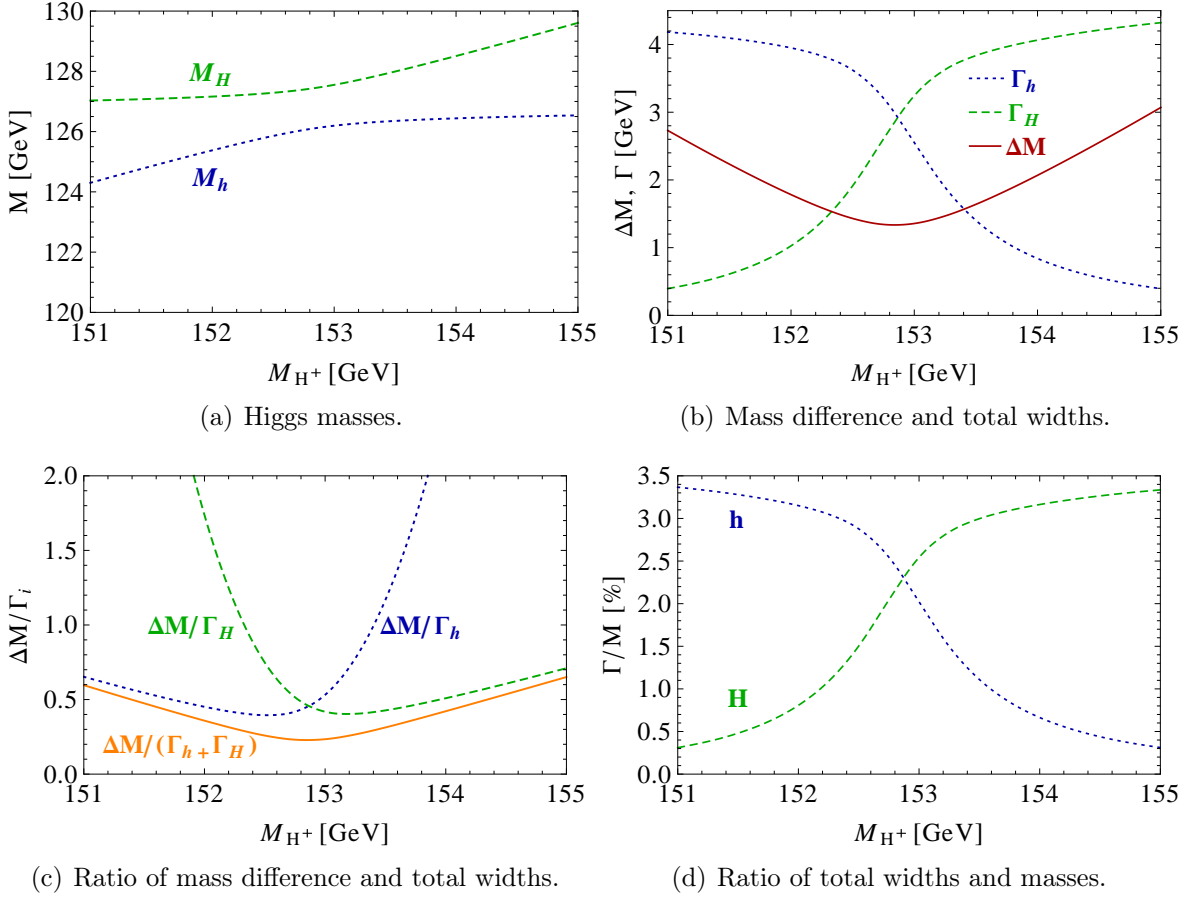 130
128
126
124
122
120
M [GeV]
M_H
M_h
151 152 153 154 155
M_H+ [GeV]
(a) Higgs masses.
4
3
2
1
0
ΔM, Γ [GeV]
Γ_h
Γ_H
ΔM
151 152 153 154 155
M_H+ [GeV]
(b) Mass difference and total widths.
2.0
1.5
1.0
0.5
0.0
ΔM/Γ_i
ΔM/Γ_H
ΔM/Γ_h
ΔM/(Γ_h + Γ_H)
151 152 153 154 155
M_H+ [GeV]
(c) Ratio of mass difference and total widths.
3.5
3.0
2.5
2.0
1.5
1.0
0.5
0.0
Γ/M [%]
h
H
151 152 153 154 155
M_H+ [GeV]
(d) Ratio of total widths and masses.